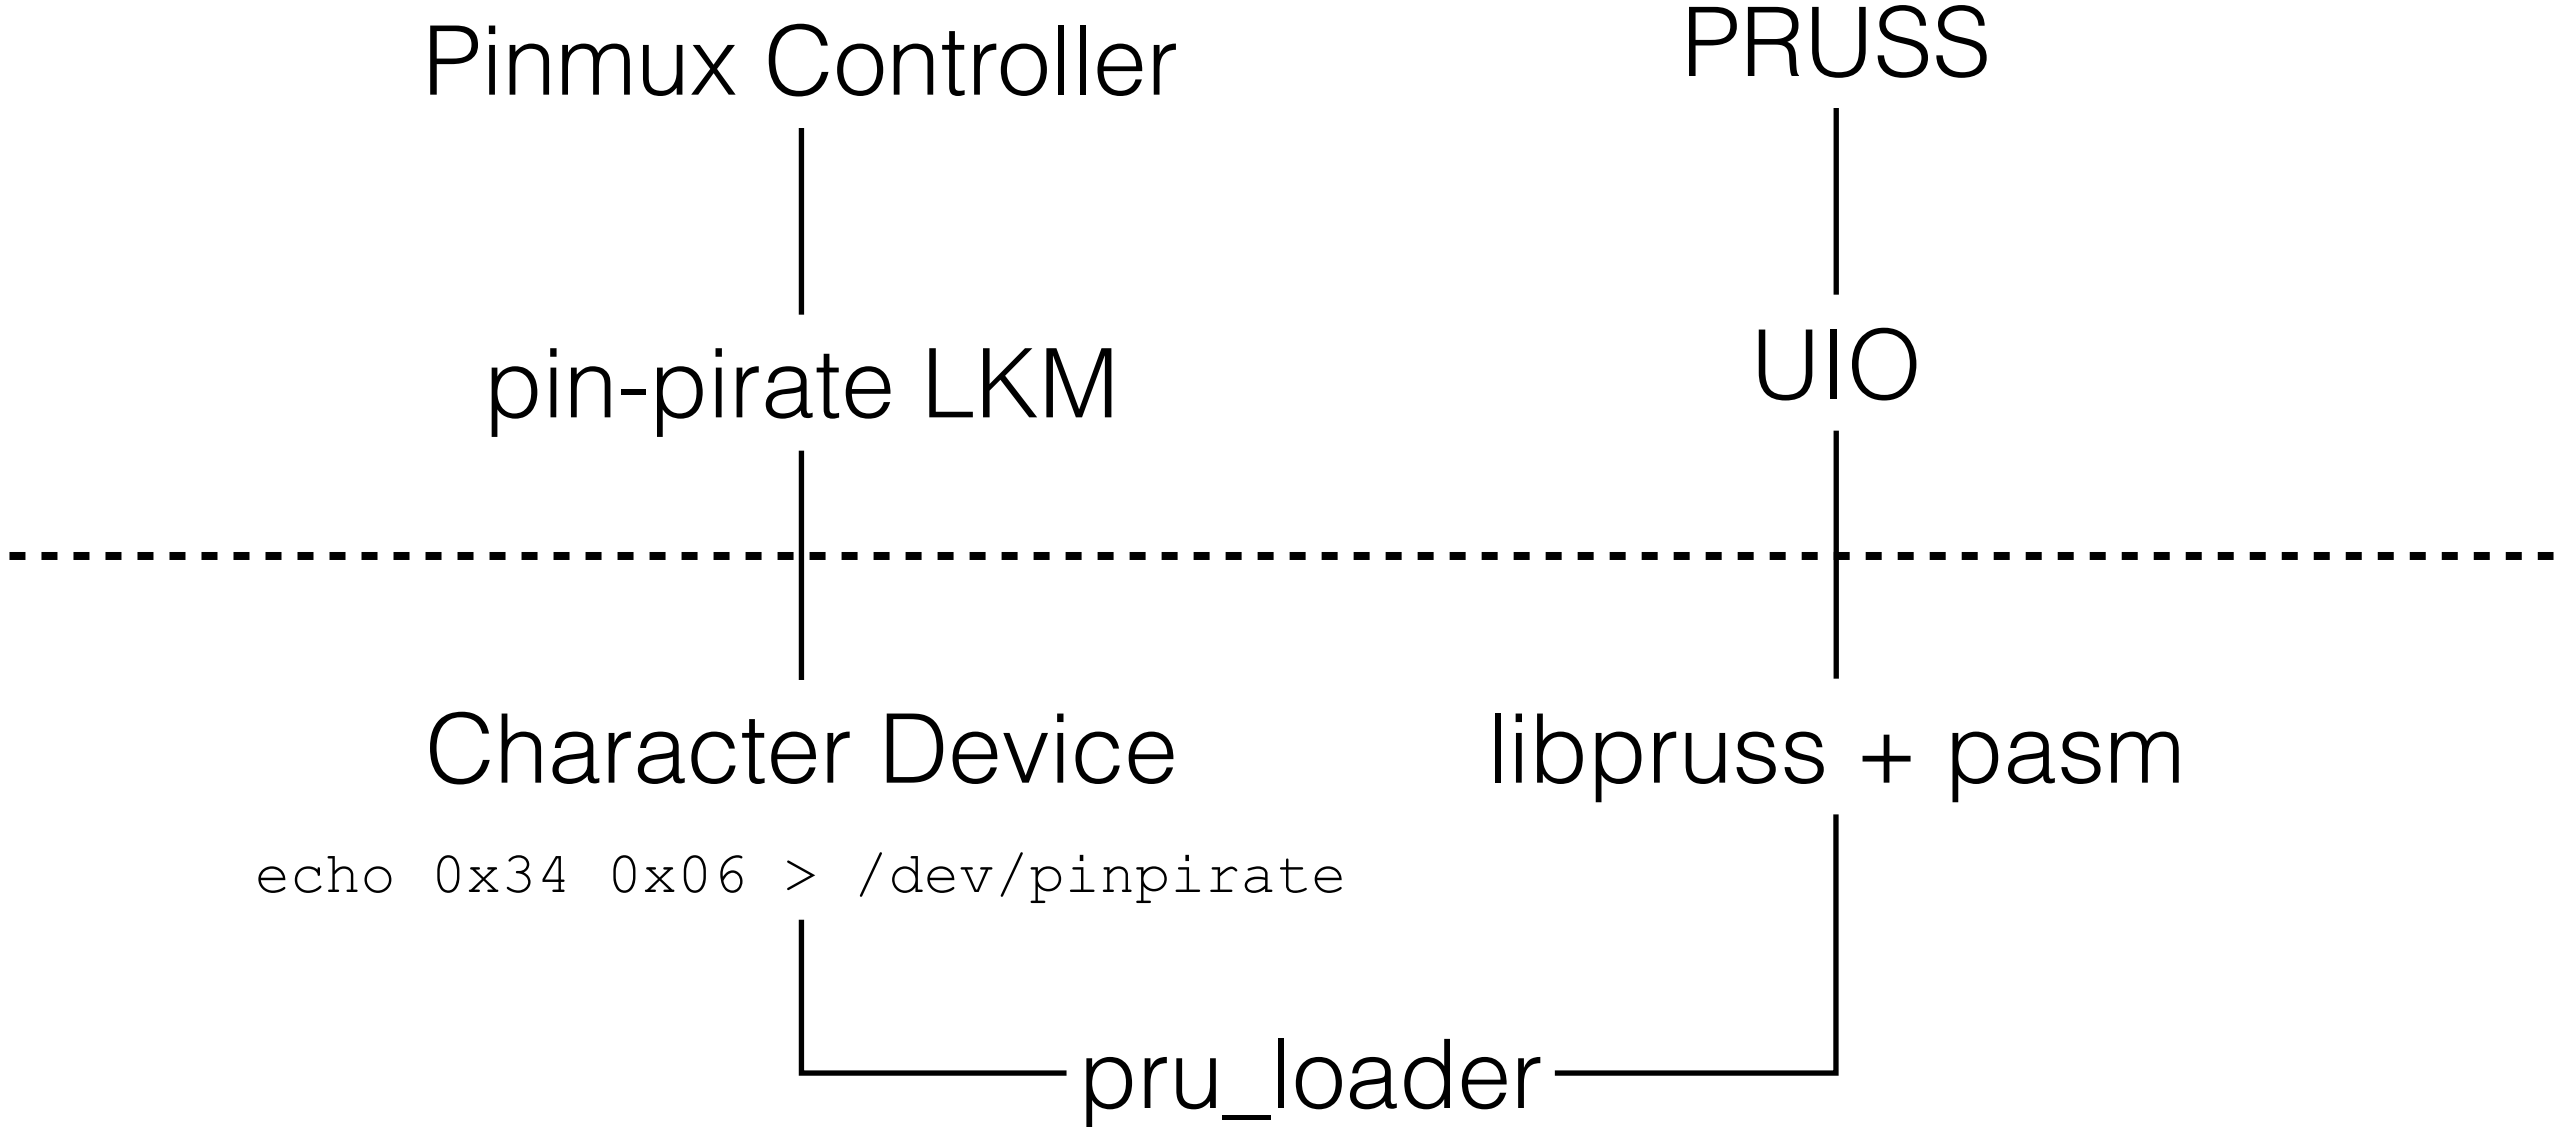 Pinmux Controller
PRUSS
pin-pirate LKM
UIO
Character Device
libpruss + pasm
echo 0x34 0x06 > /dev/pinpirate
pru_loader